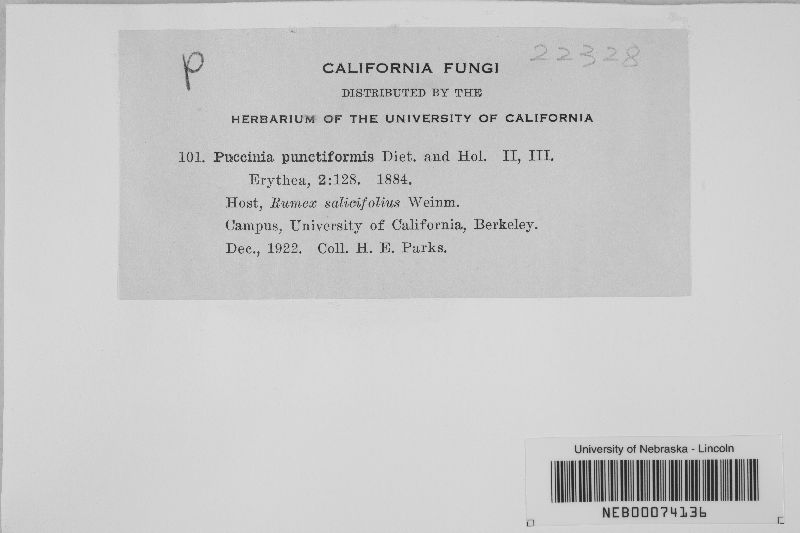 P
22328
CALIFORNIA FUNGI
DISTRIBUTED BY THE
HERBARIUM OF THE UNIVERSITY OF CALIFORNIA
101. Puccinia punctiformis Diet. and Hol. II, III.
Erythea, 2:128. 1884.
Host, Rumex salicifolius Weinm.
Campus, University of California, Berkeley.
Dec., 1922. Coll. H. E. Parks.
University of Nebraska - Lincoln
NEB00074136